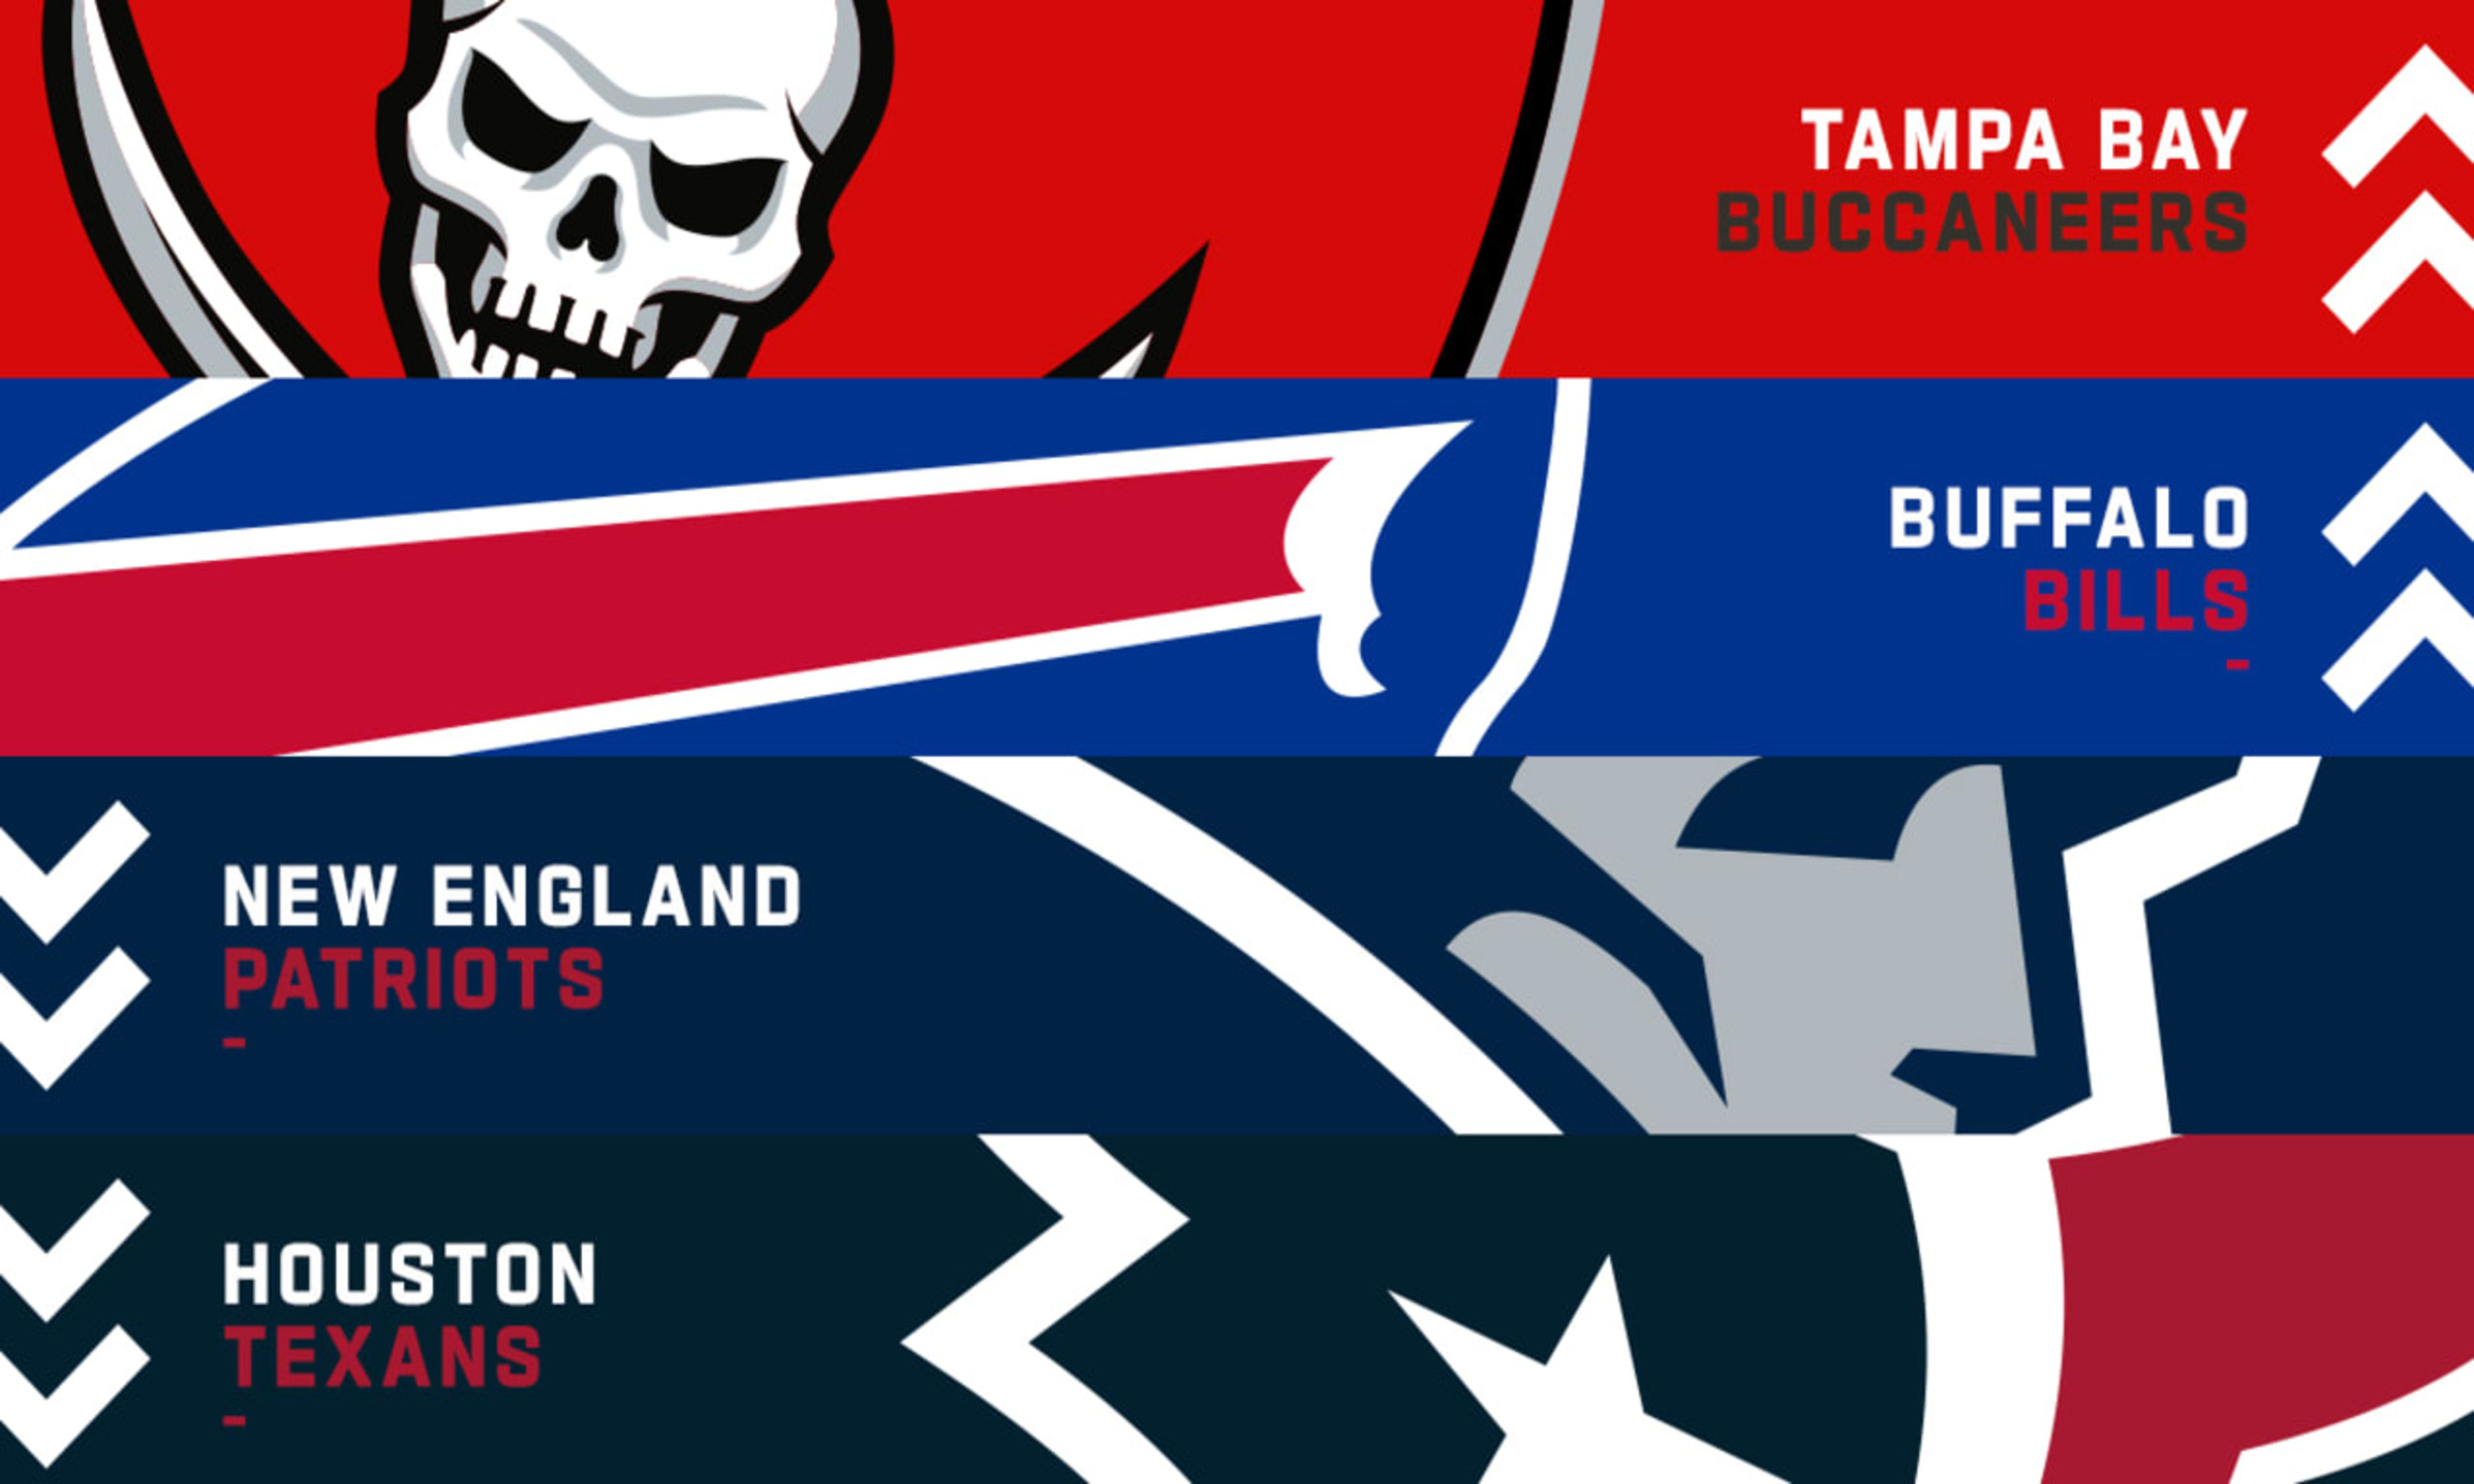 TAMPA BAY
BUCCANEERS
BUFFALO
BILLS
NEW ENGLAND
PATRIOTS
HOUSTON
TEXANS